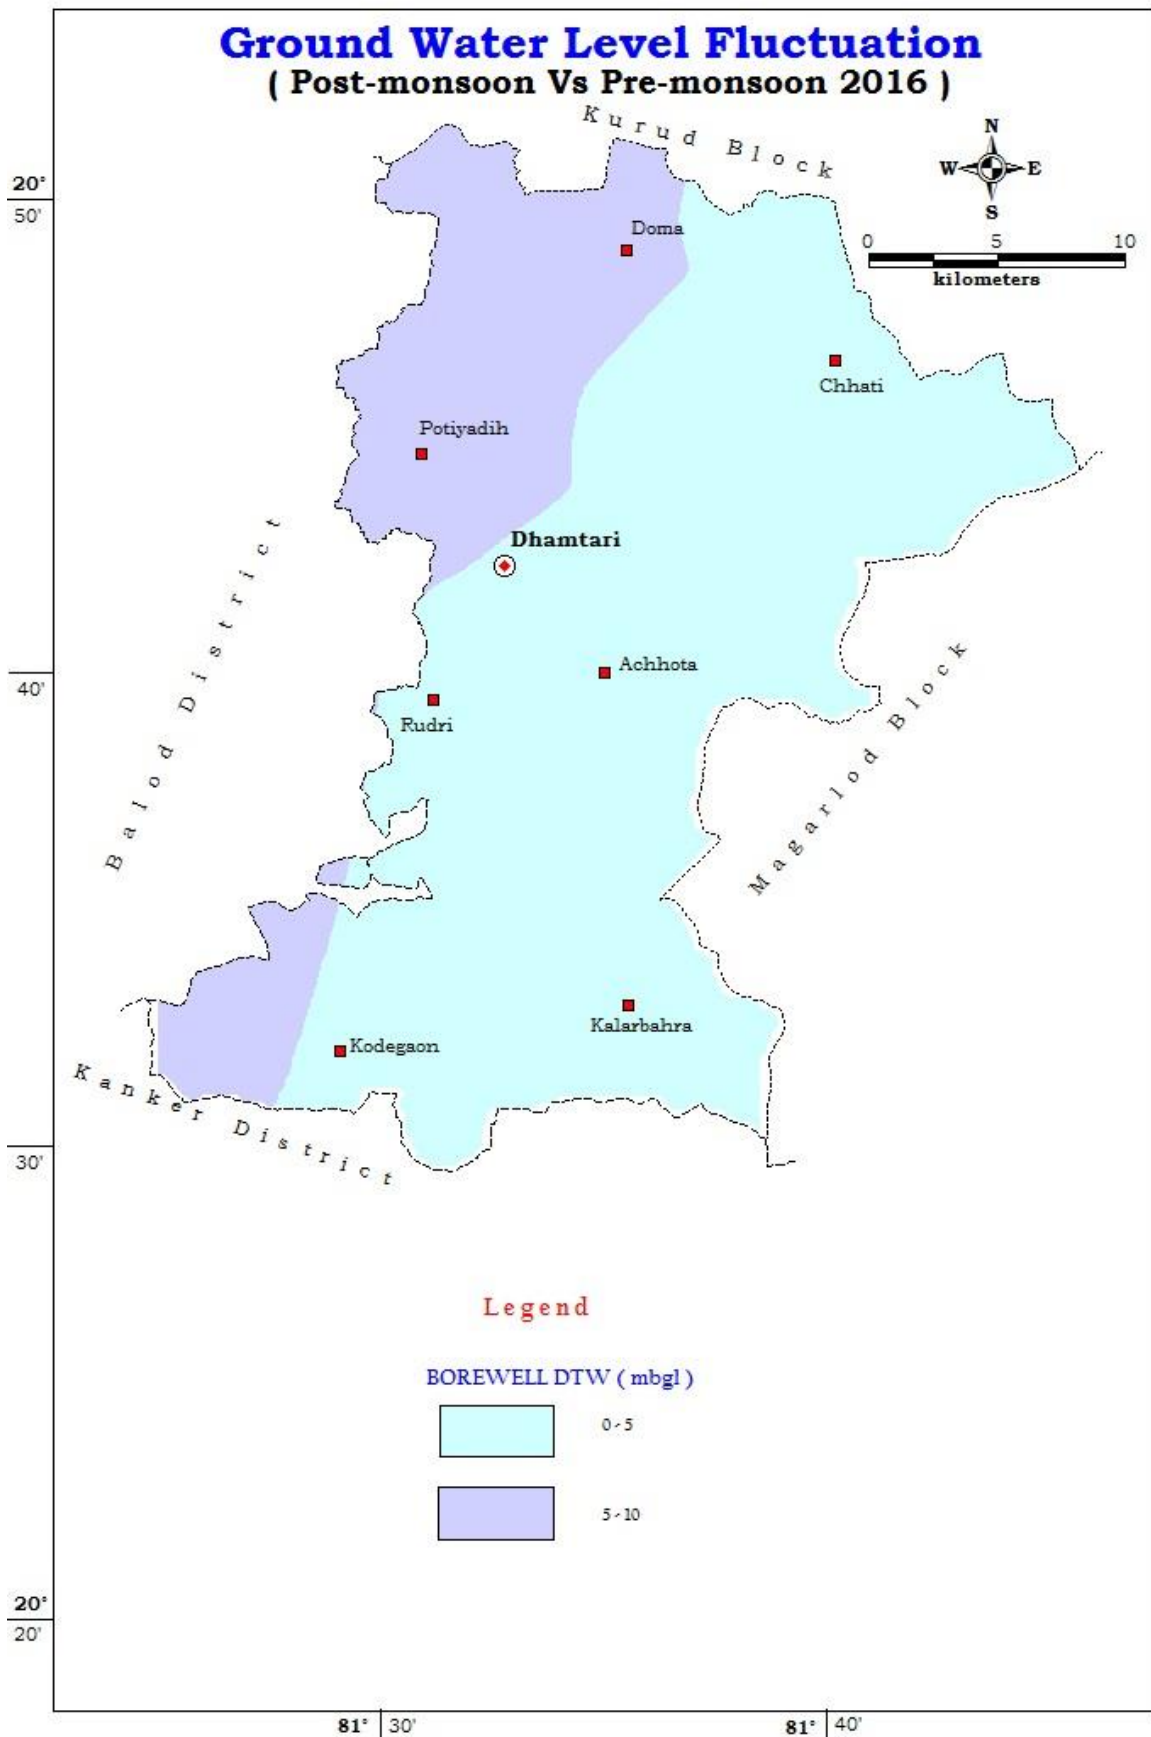 Ground Water Level Fluctuation
( Post-monsoon Vs Pre-monsoon 2016 )
Kurud Block
N
W E
S
20°
50'
0 5 10
kilometers
Doma
Chhati
Potiyadih
Dhamtari
Balod District
40'
Achhota
Rudri
Magarlod Block
Kalarbahra
Kodegaon
Kanker District
30'
Legend
BOREWELL DTW ( mbgl )
0 - 5
5 - 10
20°
20'
81° 30'
81° 40'